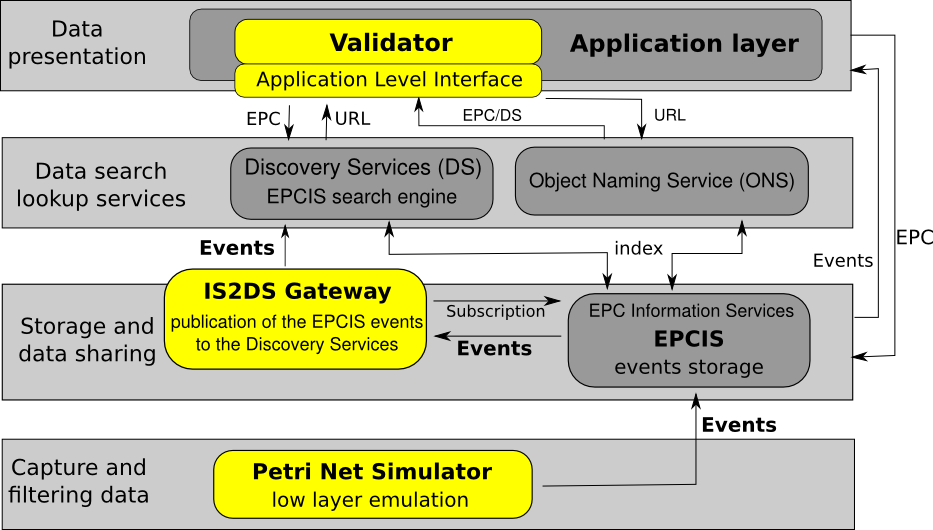 Data
presentation
Validator
Application layer
Application Level Interface
EPC
URL
EPC/DS
URL
Data search
lookup services
Discovery Services (DS)
EPCIS search engine
Object Naming Service (ONS)
Events
index
Events
EPC
Storage and
data sharing
IS2DS Gateway
publication of the EPCIS events
to the Discovery Services
Subscription
Events
EPC Information Services
EPCIS
events storage
Events
Capture and
filtering data
Petri Net Simulator
low layer emulation